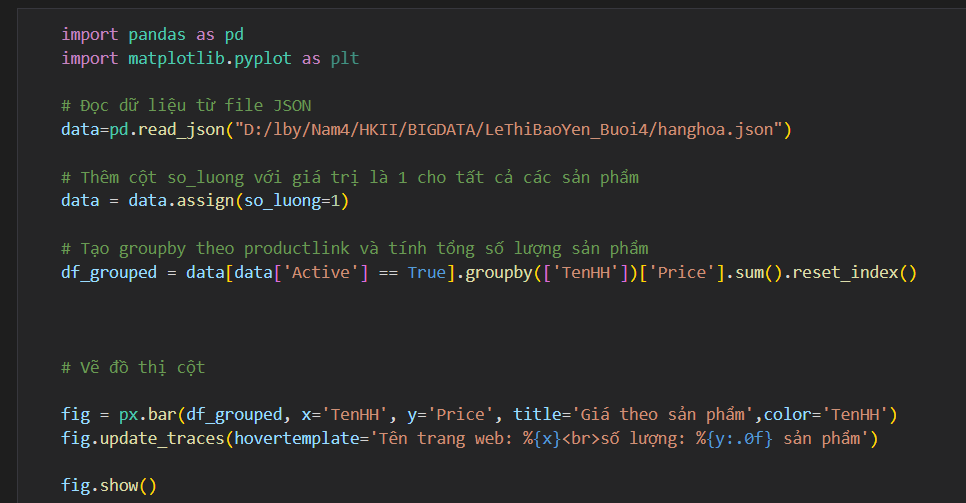 import pandas as pd
import matplotlib.pyplot as plt
# Đọc dữ liệu từ file JSON
data=pd.read_json("D:/lby/Nam4/HKII/BIGDATA/LeThiBaoYen_Buoi4/hanghoa.json")
# Thêm cột so_luong với giá trị là 1 cho tất cả các sản phẩm
data = data.assign(so_luong=1)
# Tạo groupby theo productlink và tính tổng số lượng sản phẩm
df_grouped = data[data['Active'] == True].groupby(['TenHH'])['Price'].sum().reset_index()
# Vẽ đồ thị cột
fig = px.bar(df_grouped, x='TenHH', y='Price', title='Giá theo sản phẩm',color='TenHH')
fig.update_traces(hovertemplate='Tên trang web: %{x}<br>số lượng: %{y:.0f} sản phẩm')
fig.show()